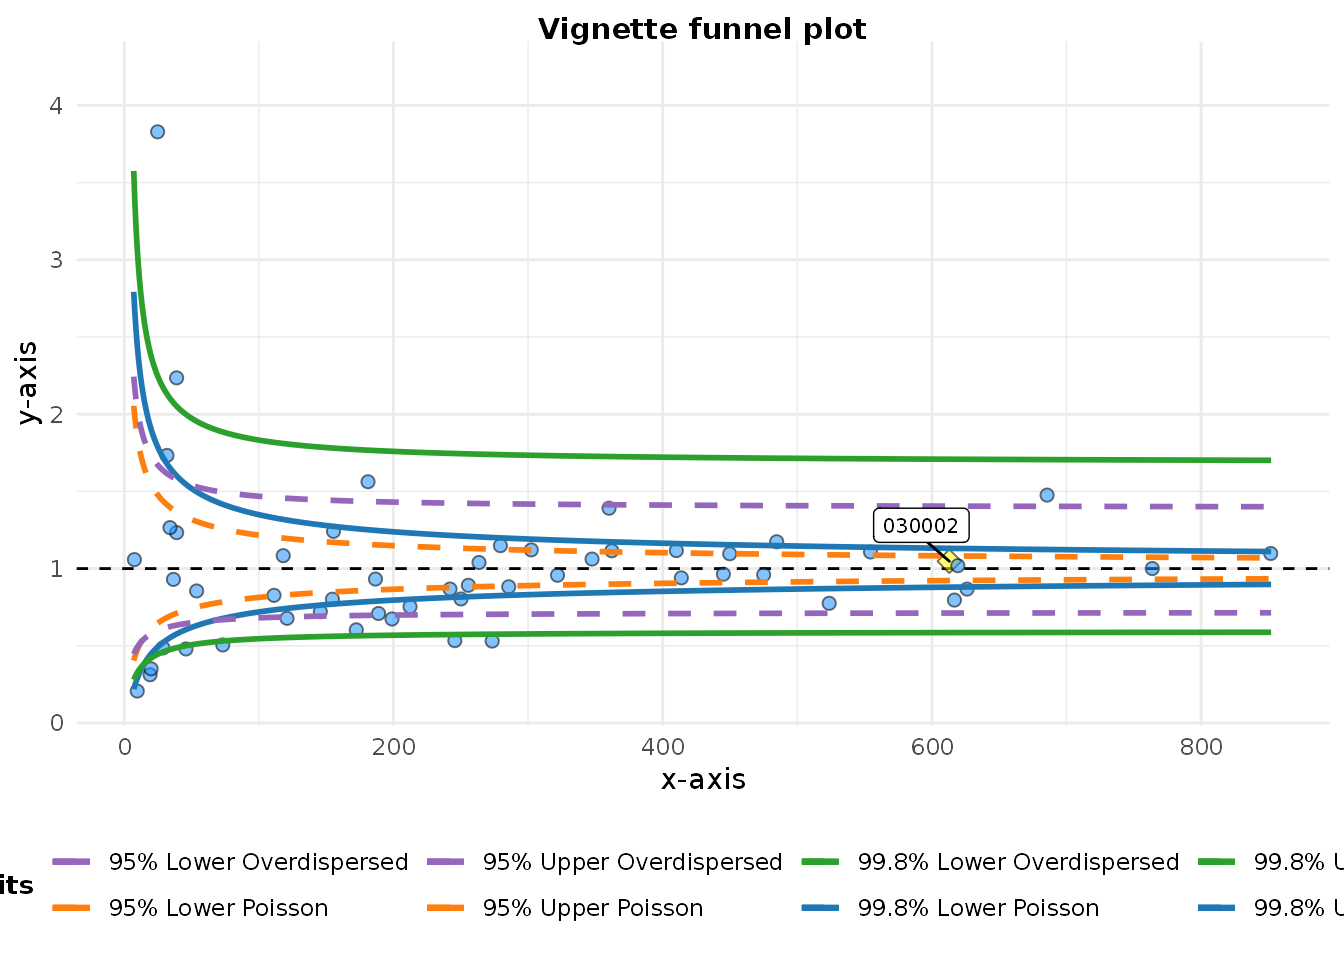 Vignette funnel plot
4
3
2
1
0
y-axis
030002
0 200 400 600 800
x-axis
95% Lower Overdispersed 95% Upper Overdispersed 99.8% Lower Overdispersed 99.8% U
its
95% Lower Poisson 95% Upper Poisson 99.8% Lower Poisson 99.8% U